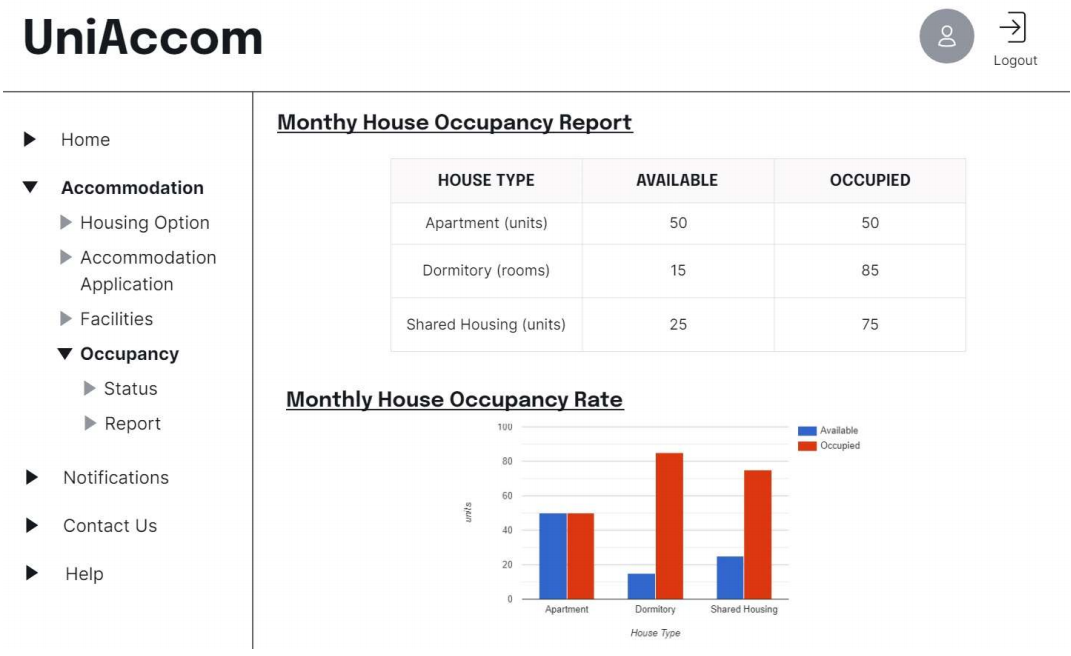 UniAccom
Logout
Home
Accommodation
Housing Option
Accommodation
Application
Facilities
Occupancy
Status
Report
Notifications
Contact Us
Help
Monthy House Occupancy Report
HOUSE TYPE AVAILABLE OCCUPIED
Apartment (units) 50 50
Dormitory (rooms) 15 85
Shared Housing (units) 25 75
Monthly House Occupancy Rate
100
80
60
40
20
0
units
Apartment Dormitory Shared Housing
House Type
Available
Occupied